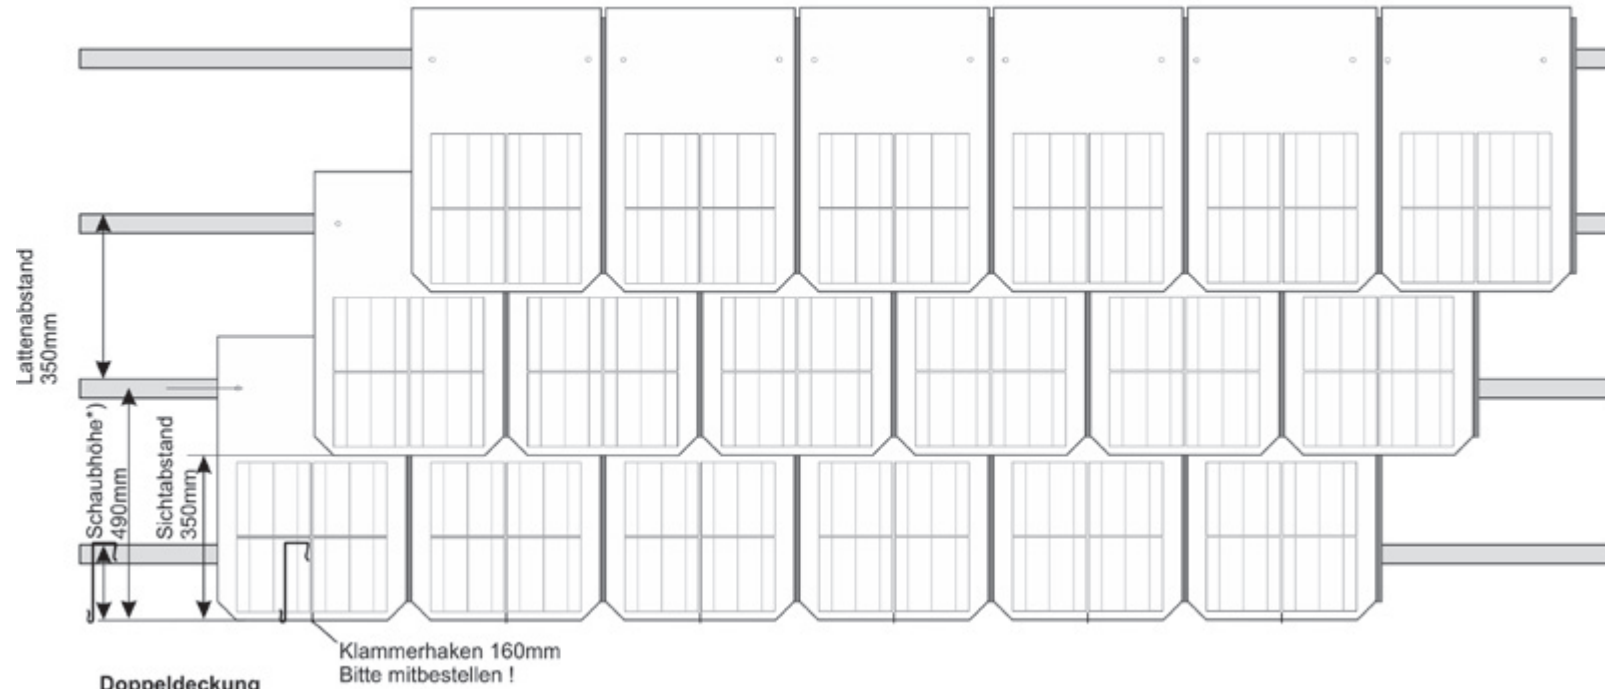 Lattenabstand
350mm
Schaubhöhe*)
490mm
Sichtabstand
350mm
Klammerhaken 160mm
Bitte mitbestellen !
Doppeldeckung